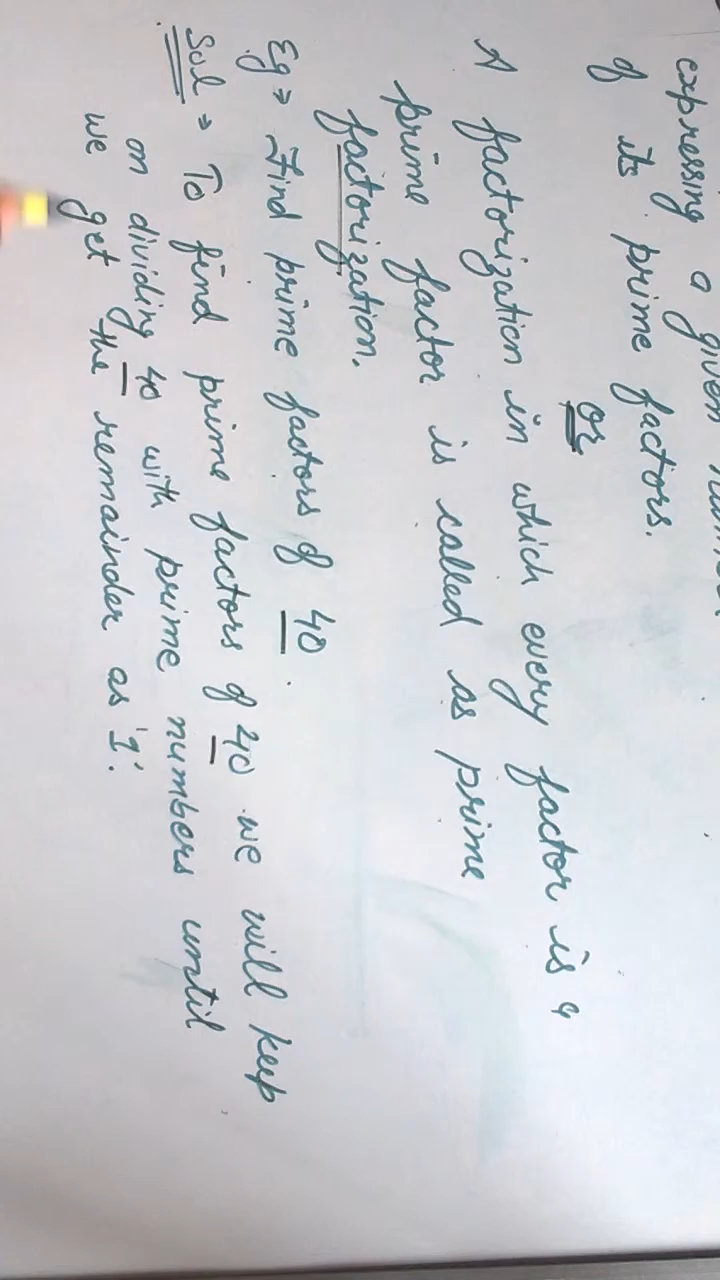 expressing a given
of its prime factors.
or
A factorization in which every factor is a
prime factor is called as prime
factorization.
Eg → Find prime factors of 40.
Sol → To find prime factors of 40 we will keep
on dividing 40 with prime numbers until
we get the remainder as '1'.